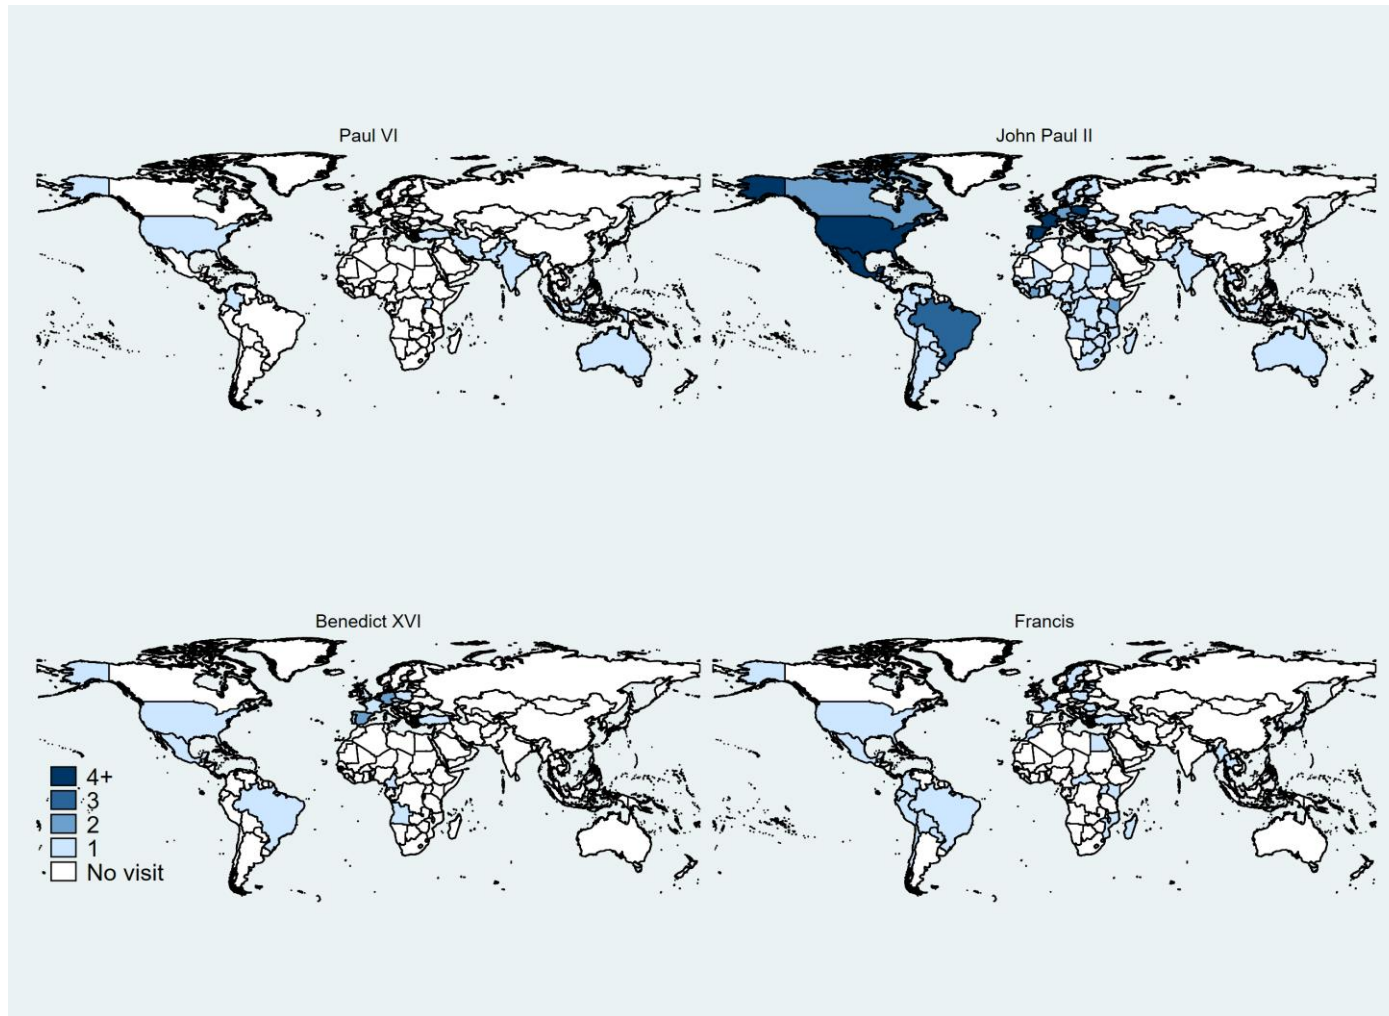 Paul VI
John Paul II
Benedict XVI
Francis
4+
3
2
1
No visit